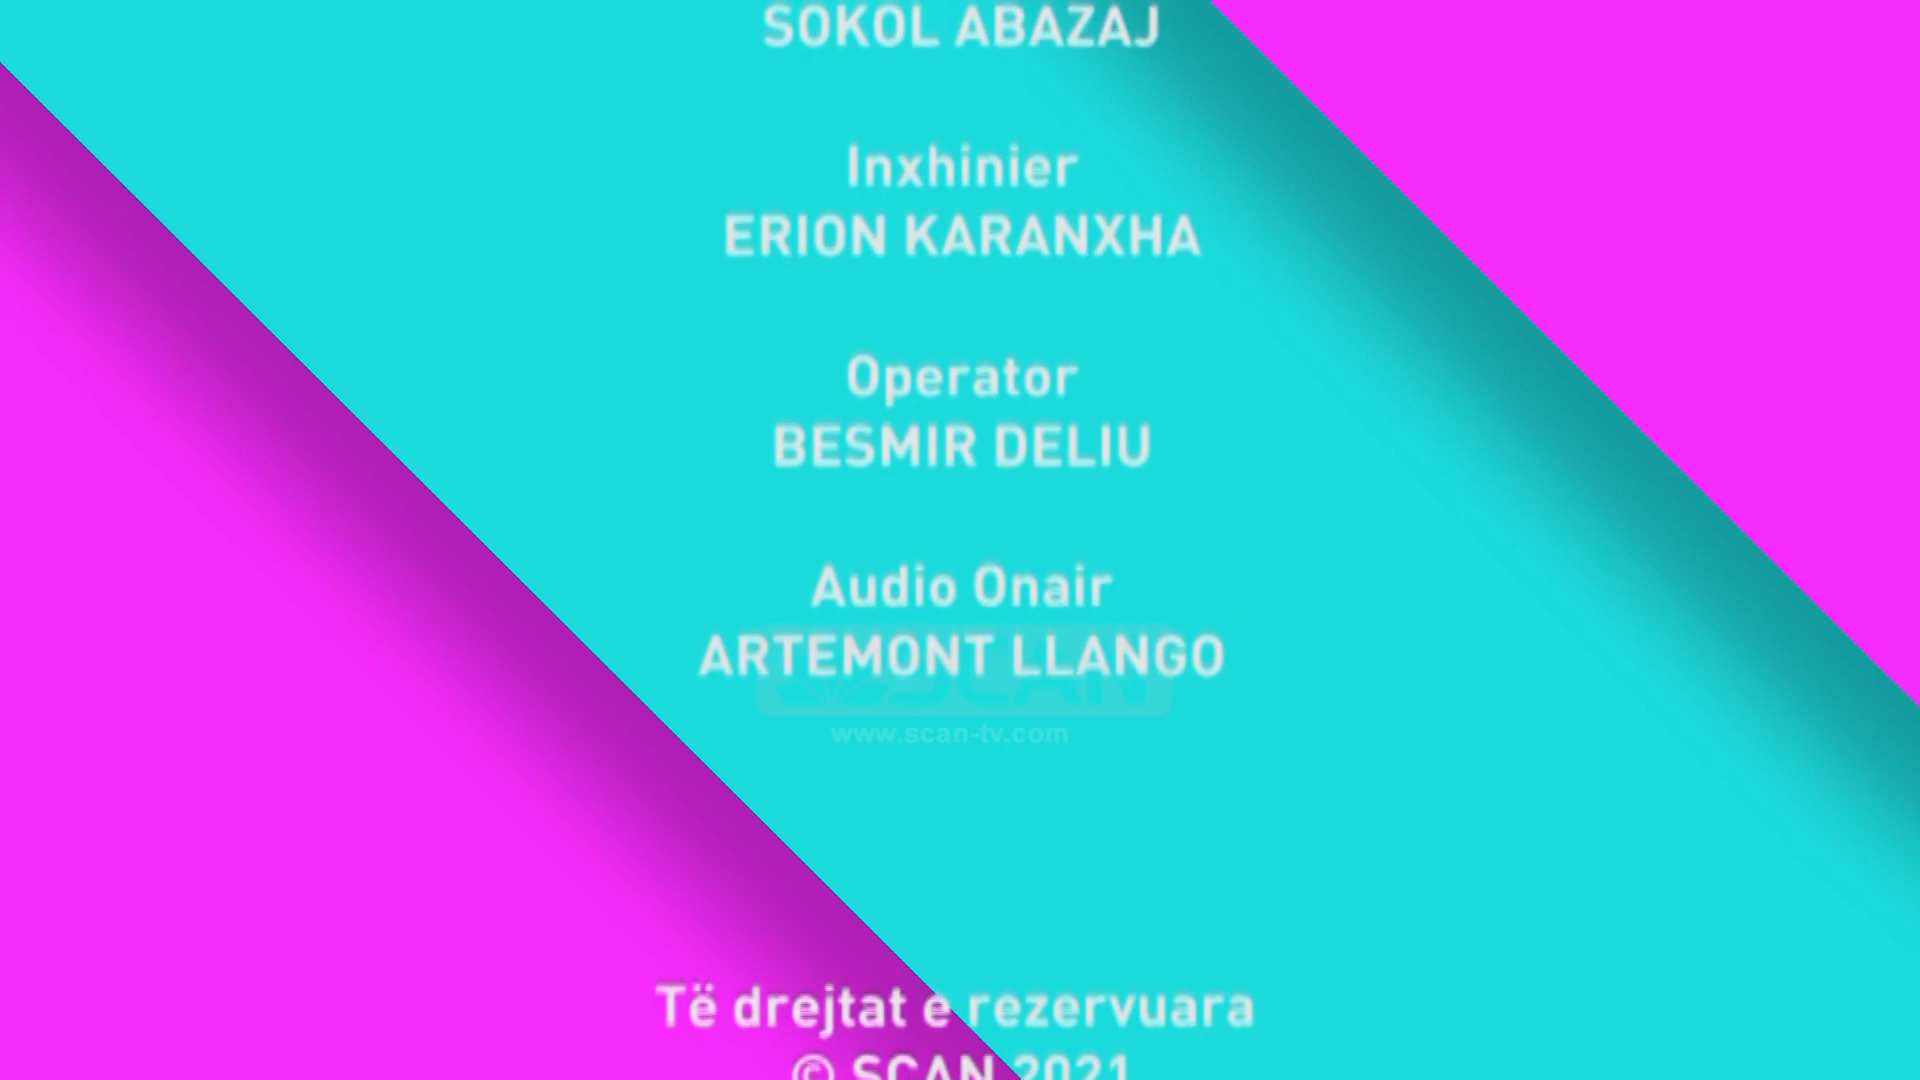 SOKOL ABAZAJ
Inxhinier
ERION KARANXHA
Operator
BESMIR DELIU
Audio Onair
ARTEMONT LLANGO
SCAN
www.scan-tv.com
Të drejtat e rezervuara
© SCAN 2021